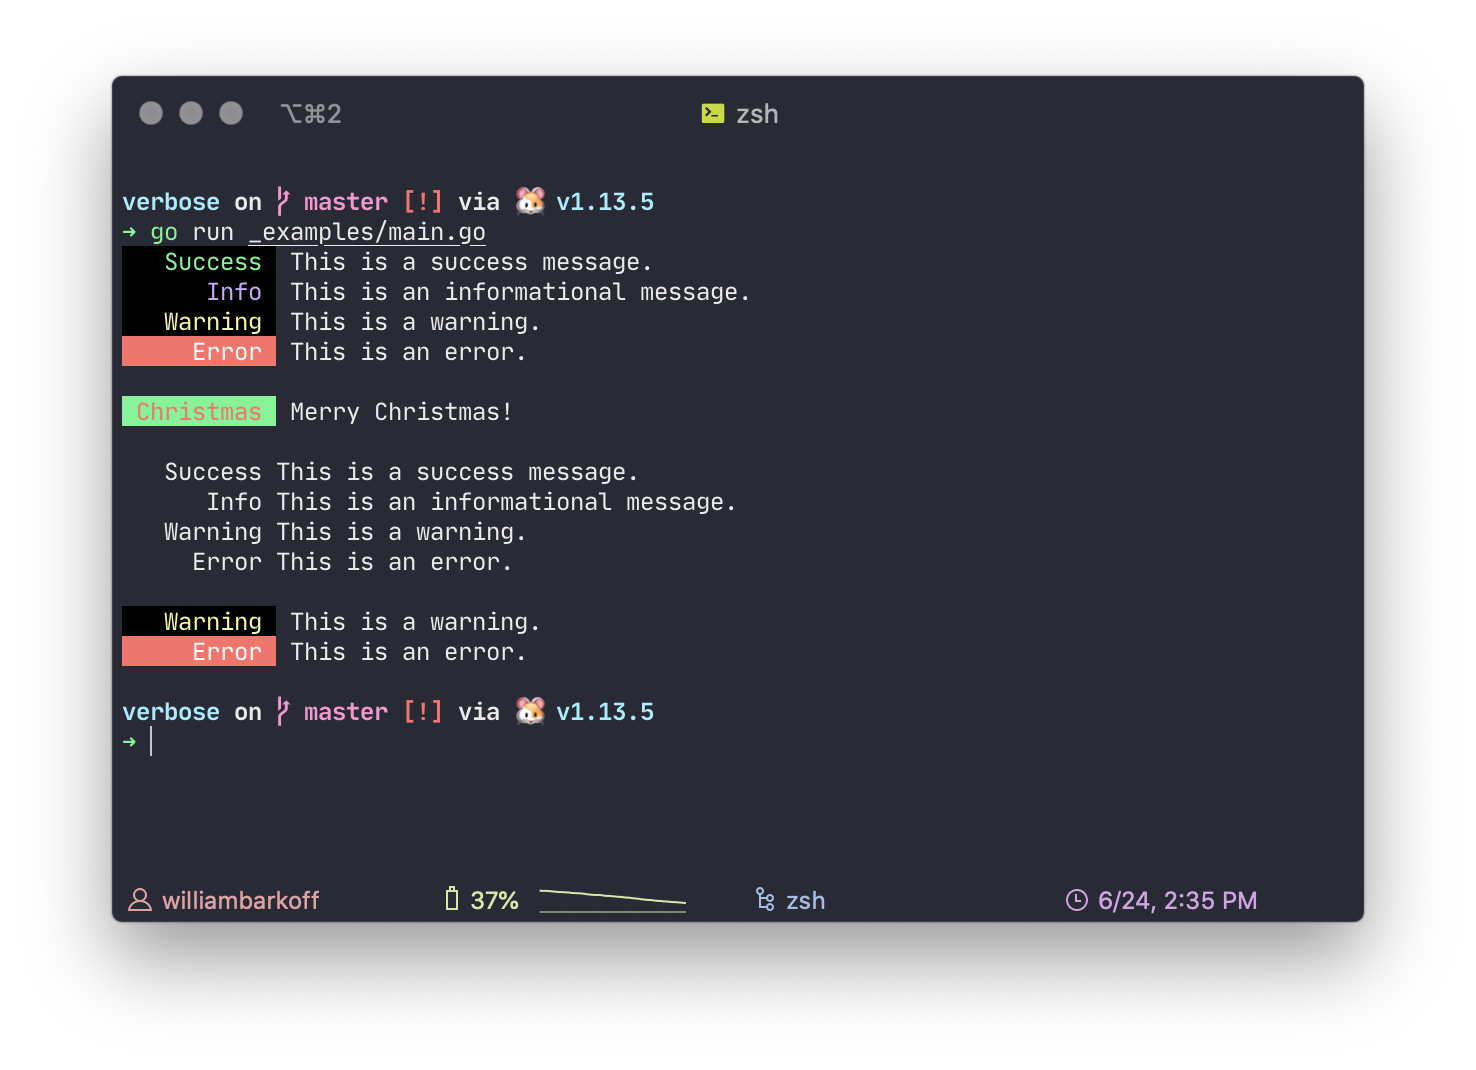 ⌥⌘2 zsh
verbose on master [!] via 🐹 v1.13.5
➜ go run _examples/main.go
Success This is a success message.
Info This is an informational message.
Warning This is a warning.
Error This is an error.
Christmas Merry Christmas!
Success This is a success message.
Info This is an informational message.
Warning This is a warning.
Error This is an error.
Warning This is a warning.
Error This is an error.
verbose on master [!] via 🐹 v1.13.5
➜
williambarkoff 37% zsh 6/24, 2:35 PM